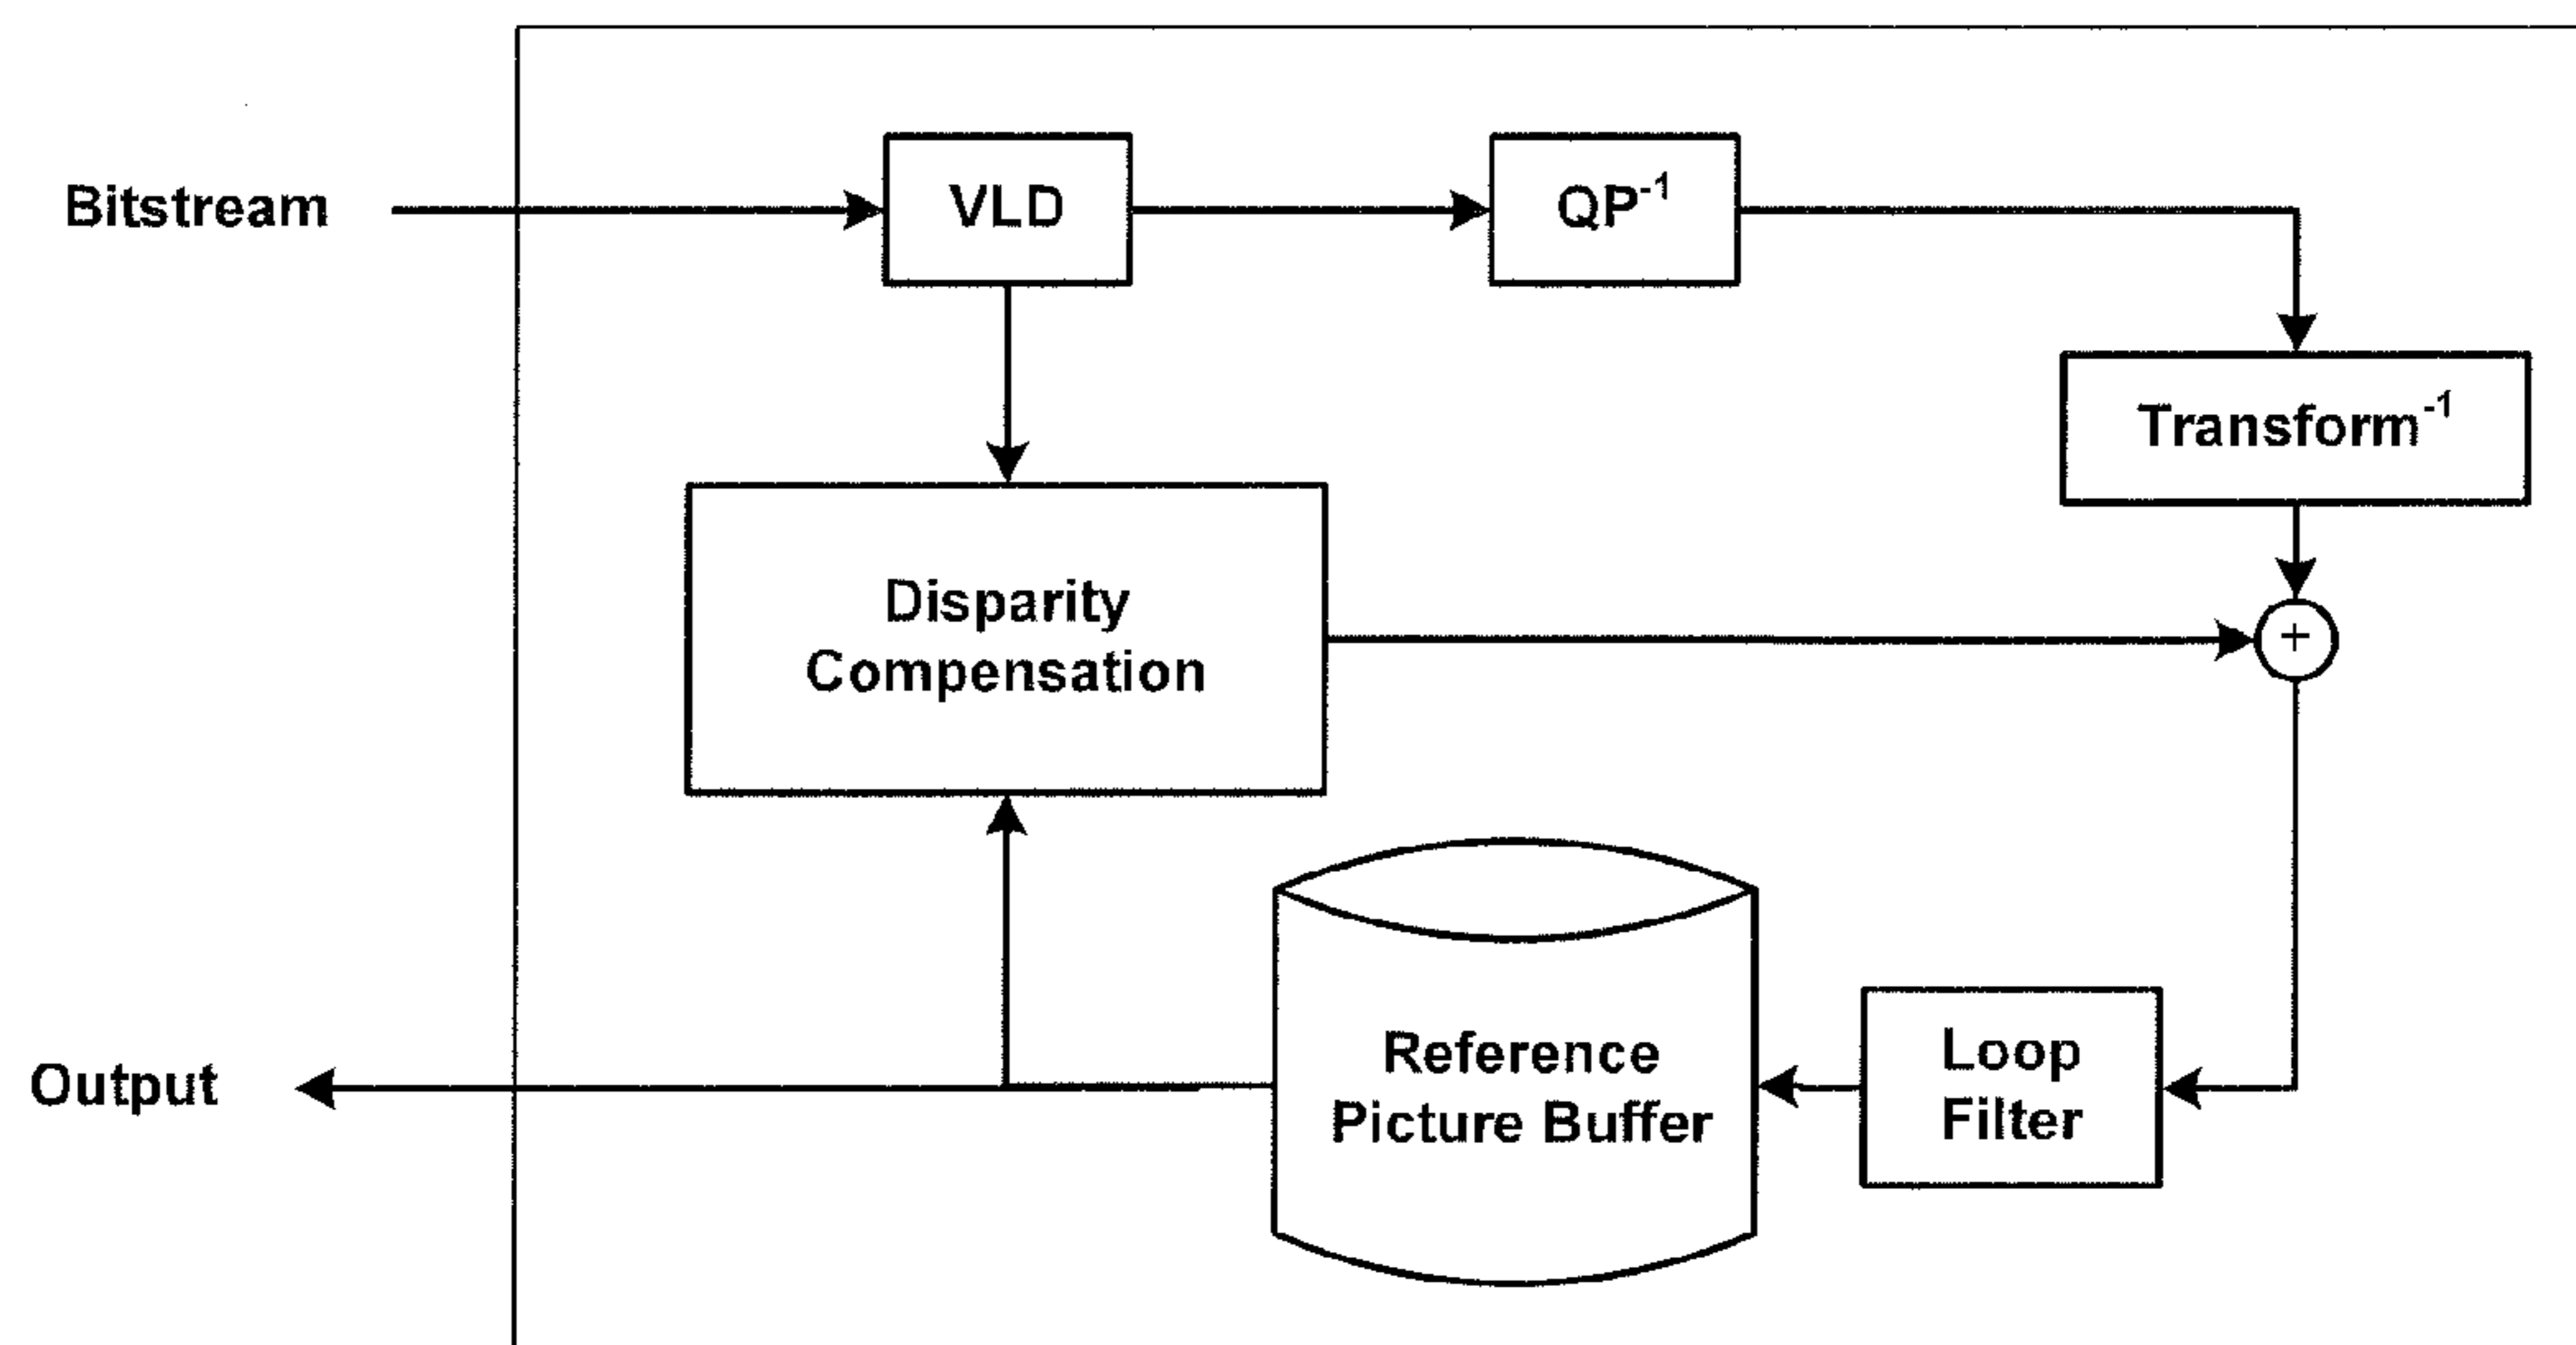 Bitstream
VLD
QP⁻¹
Transform⁻¹
Disparity
Compensation
+
Reference
Picture Buffer
Loop
Filter
Output